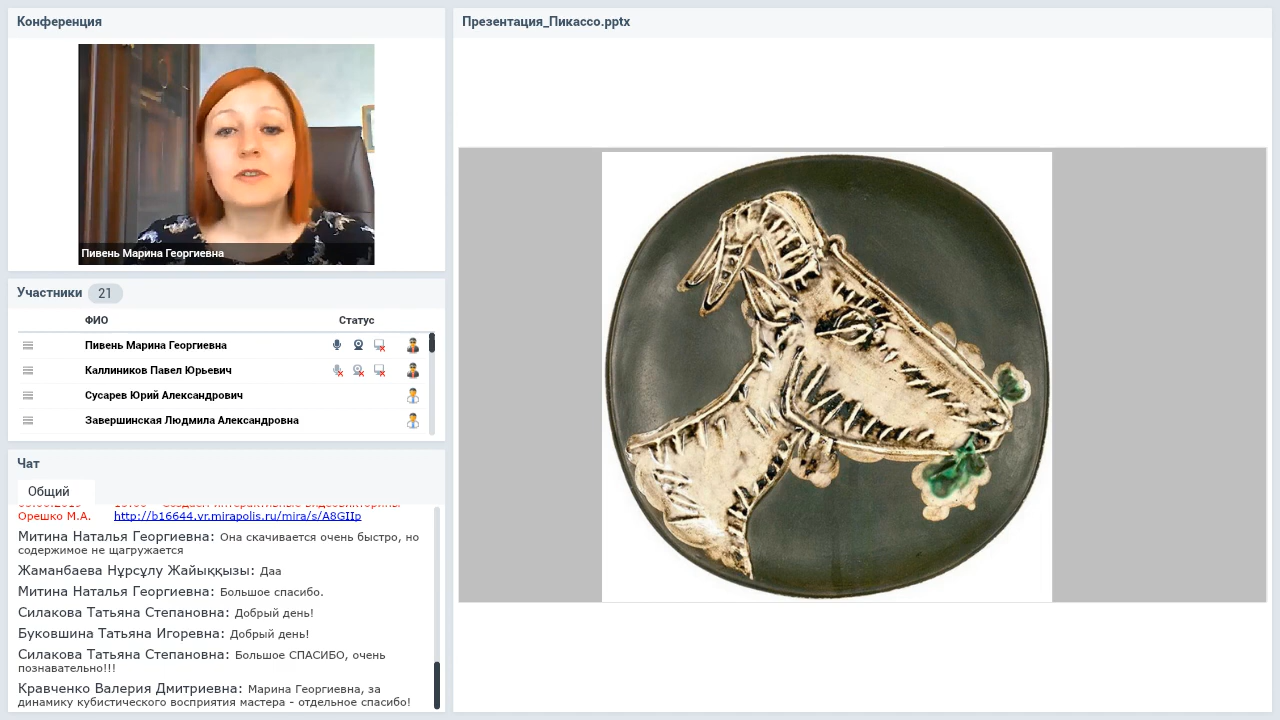 Конференция
Пивень Марина Георгиевна
Участники 21
ФИО Статус
Пивень Марина Георгиевна
Каллиников Павел Юрьевич
Сусарев Юрий Александрович
Завершинская Людмила Александровна
Чат
Общий
Орешко М.А. http://b16644.vr.mirapolis.ru/mira/s/A8GIIp
Митина Наталья Георгиевна: Она скачивается очень быстро, но
содержимое не щагружается
Жаманбаева Нұрсұлу Жайыққызы: Даа
Митина Наталья Георгиевна: Большое спасибо.
Силакова Татьяна Степановна: Добрый день!
Буковшина Татьяна Игоревна: Добрый день!
Силакова Татьяна Степановна: Большое СПАСИБО, очень
познавательно!!!
Кравченко Валерия Дмитриевна: Марина Георгиевна, за
динамику кубистического восприятия мастера - отдельное спасибо!
Презентация_Пикассо.pptx